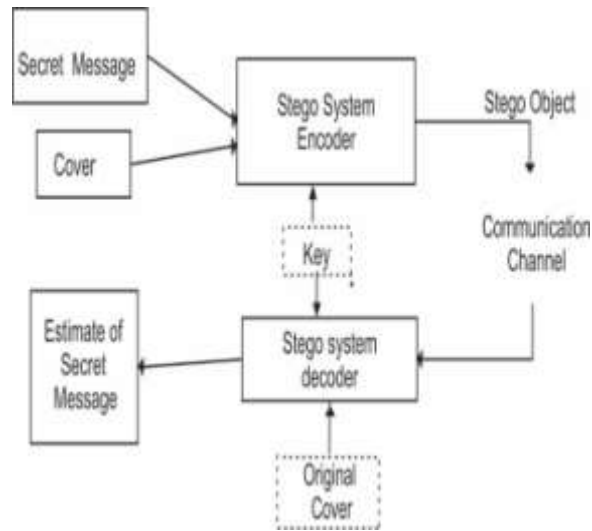 Secret Message
Stego System
Encoder
Stego Object
Cover
Key
Communication
Channel
Estimate of
Secret
Message
Stego system
decoder
Original
Cover